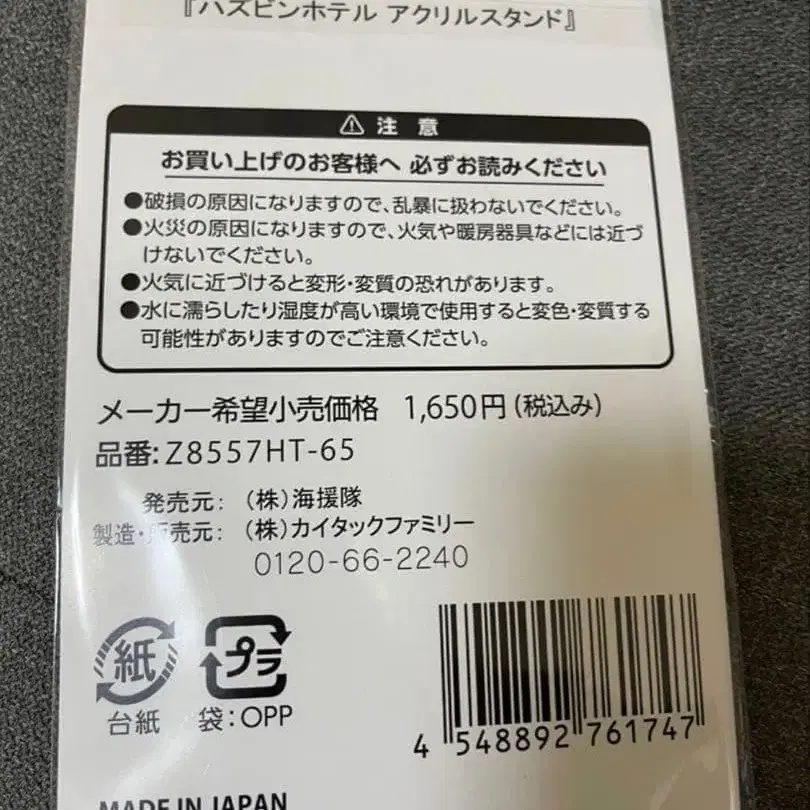 『ハズビンホテル アクリルスタンド』
⚠ 注 意
お買い上げのお客様へ 必ずお読みください
●破損の原因になりますので、乱暴に扱わないでください。
●火災の原因になりますので、火気や暖房器具などには近づ
けないでください。
●火気に近づけると変形・変質の恐れがあります。
●水に濡らしたり湿度が高い環境で使用すると変色・変質する
可能性がありますのでご注意ください。
メーカー希望小売価格 1,650円(税込み)
品番:Z8557HT-65
発売元: (株)海援隊
製造・販売元: (株)カイタックファミリー
0120-66-2240
紙
台紙
プラ
袋:OPP
4 548892 761747
MADE IN JAPAN